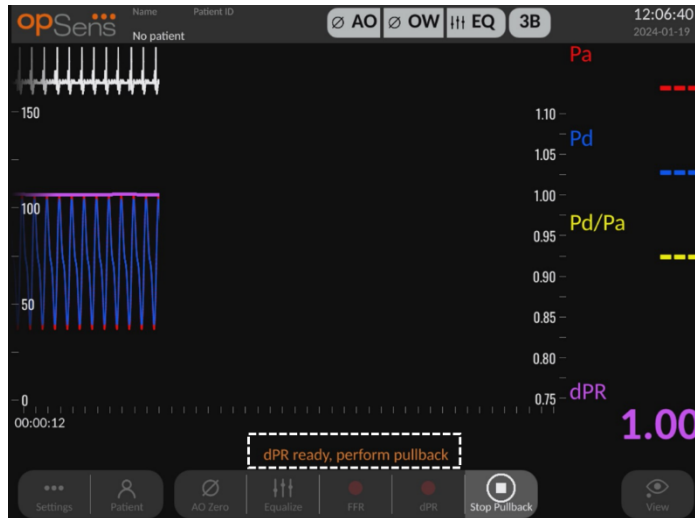 opSens
Name
Patient ID
No patient
AO
OW
EQ
3B
12:06:40
2024-01-19
Pa
150
1.10
Pd
1.05
1.00
100
Pd/Pa
0.95
0.90
50
0.85
0.80
0
0.75
dPR
00:00:12
1.00
dPR ready, perform pullback
Settings
Patient
AO Zero
Equalize
FFR
dPR
Stop Pullback
View